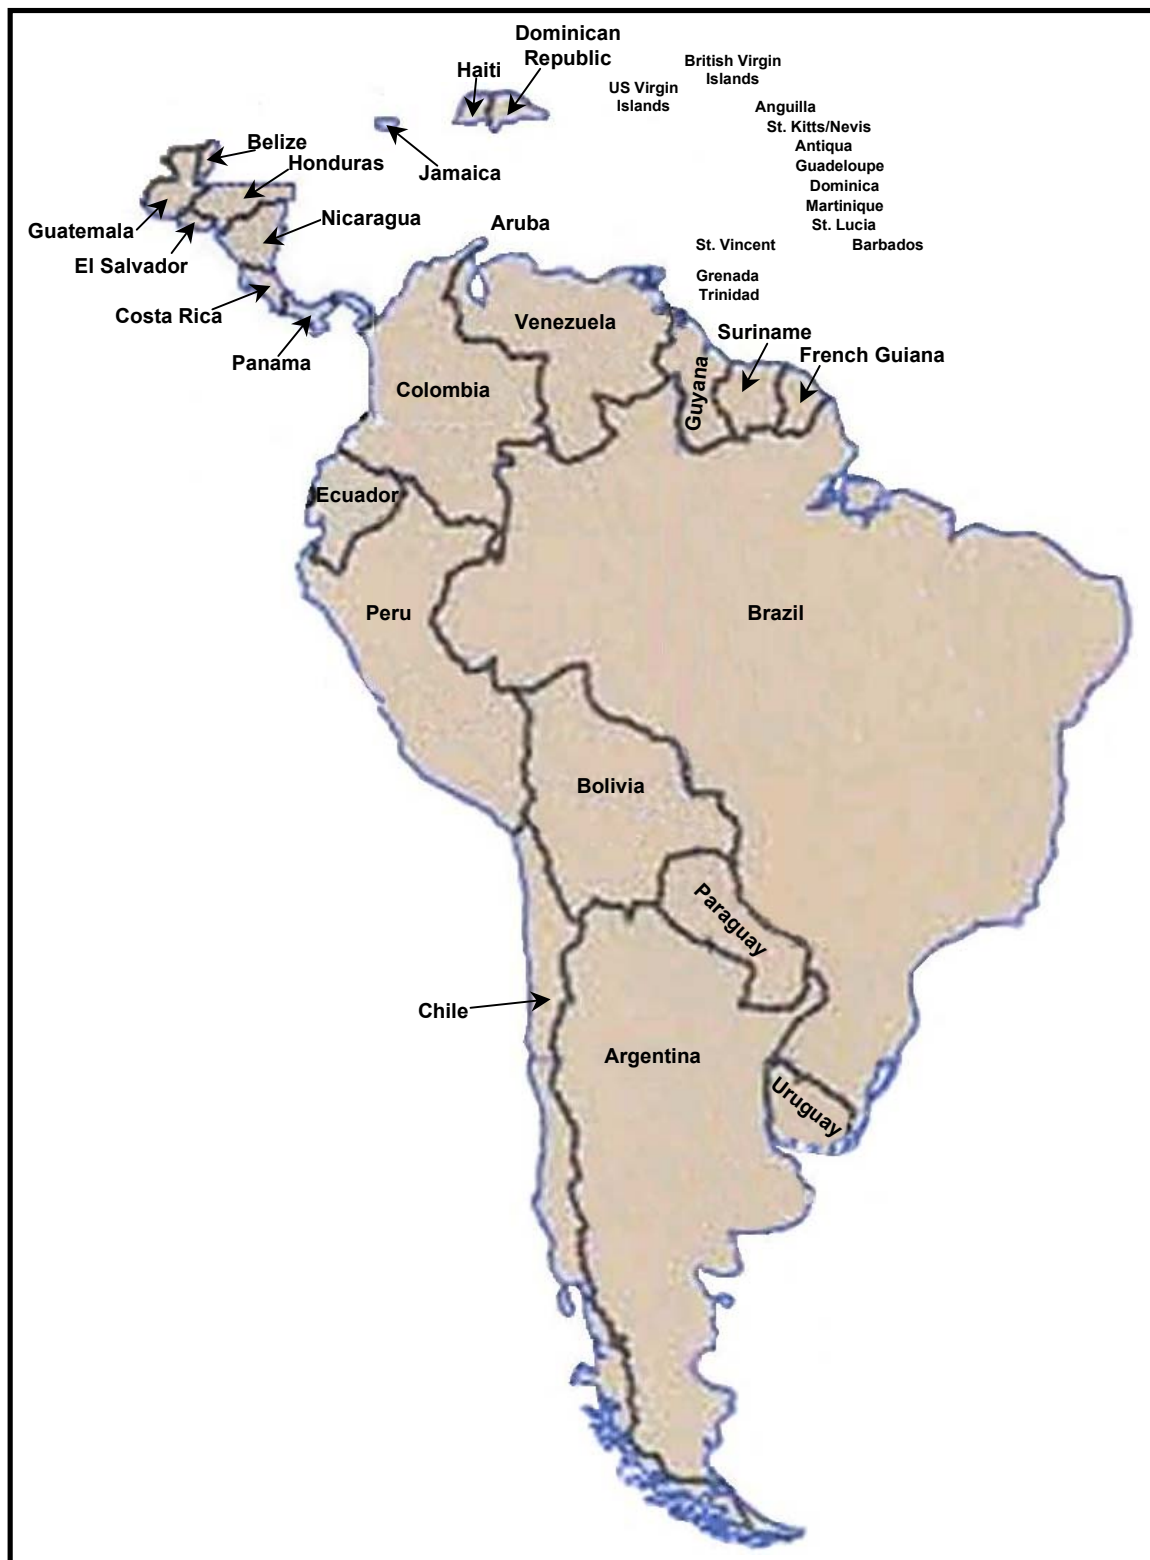 Dominican
Republic
Haiti
British Virgin
Islands
US Virgin
Islands
Anguilla
St. Kitts/Nevis
Antiqua
Guadeloupe
Dominica
Martinique
St. Lucia
St. Vincent
Barbados
Grenada
Trinidad
Belize
Honduras
Jamaica
Guatemala
Nicaragua
Aruba
El Salvador
Costa Rica
Panama
Venezuela
Suriname
French Guiana
Guyana
Colombia
Ecuador
Peru
Brazil
Bolivia
Paraguay
Chile
Argentina
Uruguay